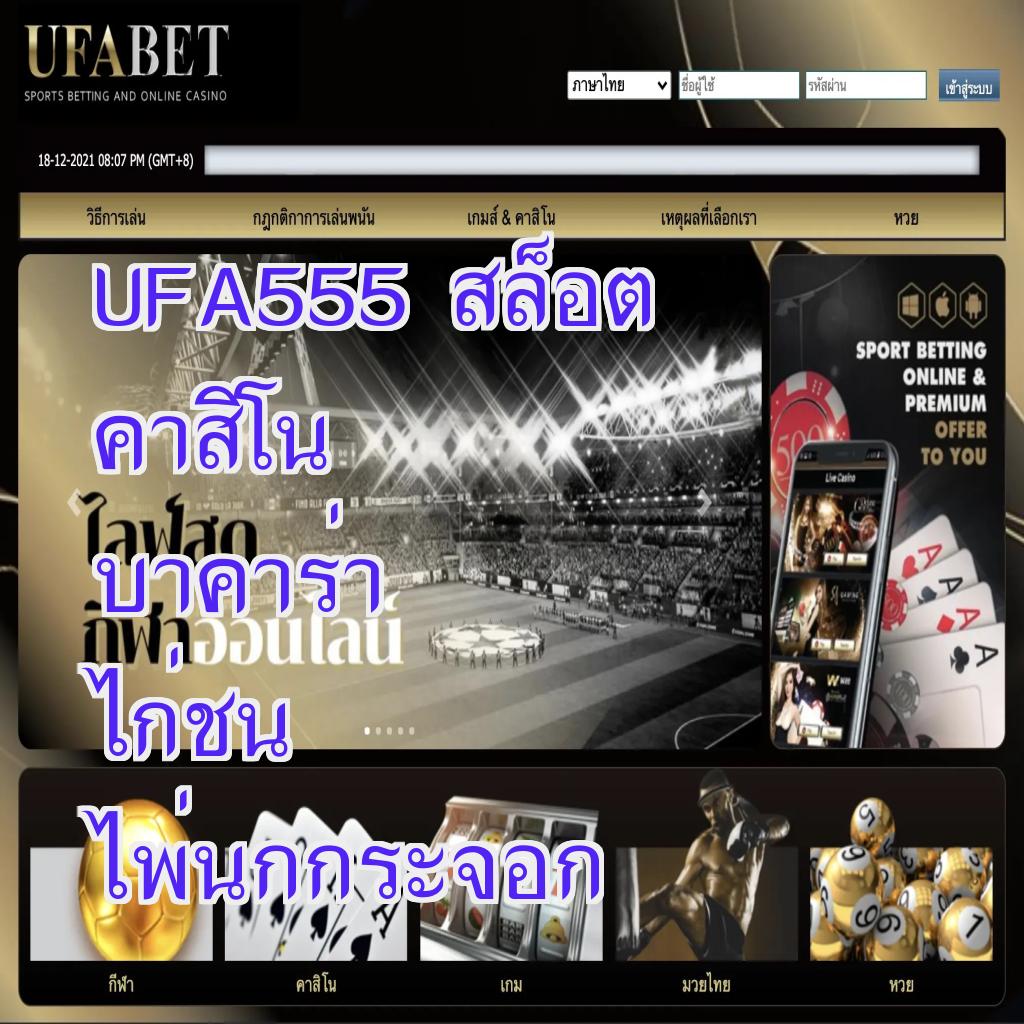 UFABET
SPORTS BETTING AND ONLINE CASINO
ภาษาไทย
ชื่อผู้ใช้
รหัสผ่าน
เข้าสู่ระบบ
18-12-2021 08:07 PM (GMT+8)
วิธีการเล่น
กฎกติกาการเล่นพนัน
เกมส์ & คาสิโน
เหตุผลที่เลือกเรา
หวย
UFA555 สล็อต
คาสิโน
บาคาร่า
ไก่ชน
ไพ่นกกระจอก
ไลฟ์สด
กีฬาออนไลน์
SPORT BETTING
ONLINE &
PREMIUM
OFFER
TO YOU
500
Live Casino
กีฬา
คาสิโน
เกม
มวยไทย
หวย